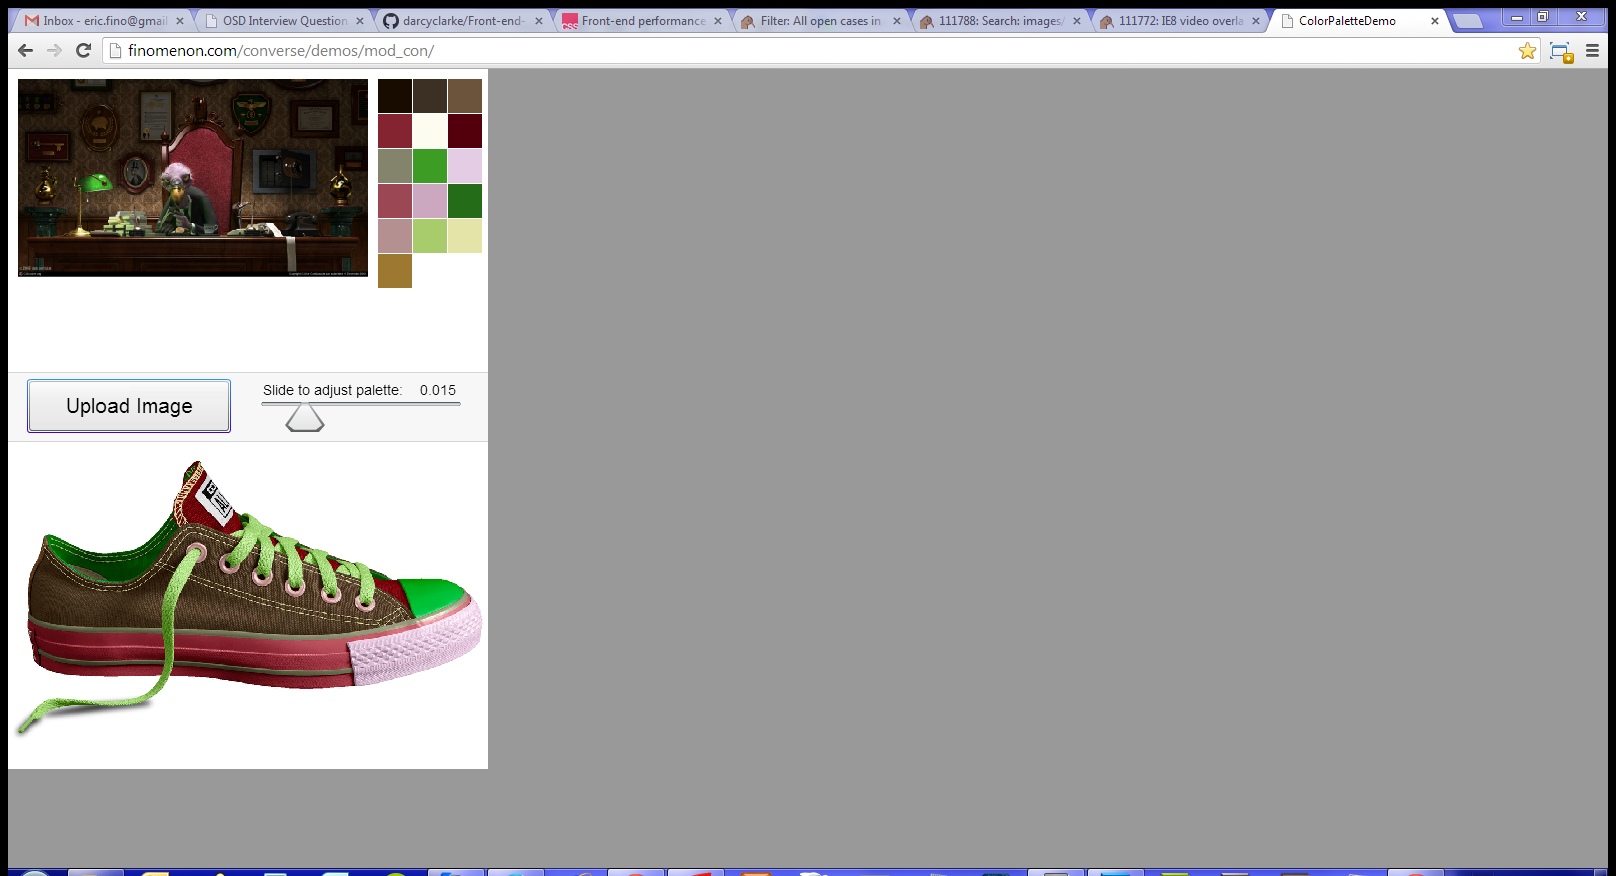 Inbox - eric.fino@gmail
OSD Interview Question
darcyclarke/Front-end-
Front-end performance
Filter: All open cases in
111788: Search: images/
111772: IE8 video overla
ColorPaletteDemo
finomenon.com/converse/demos/mod_con/
Upload Image
Slide to adjust palette: 0.015